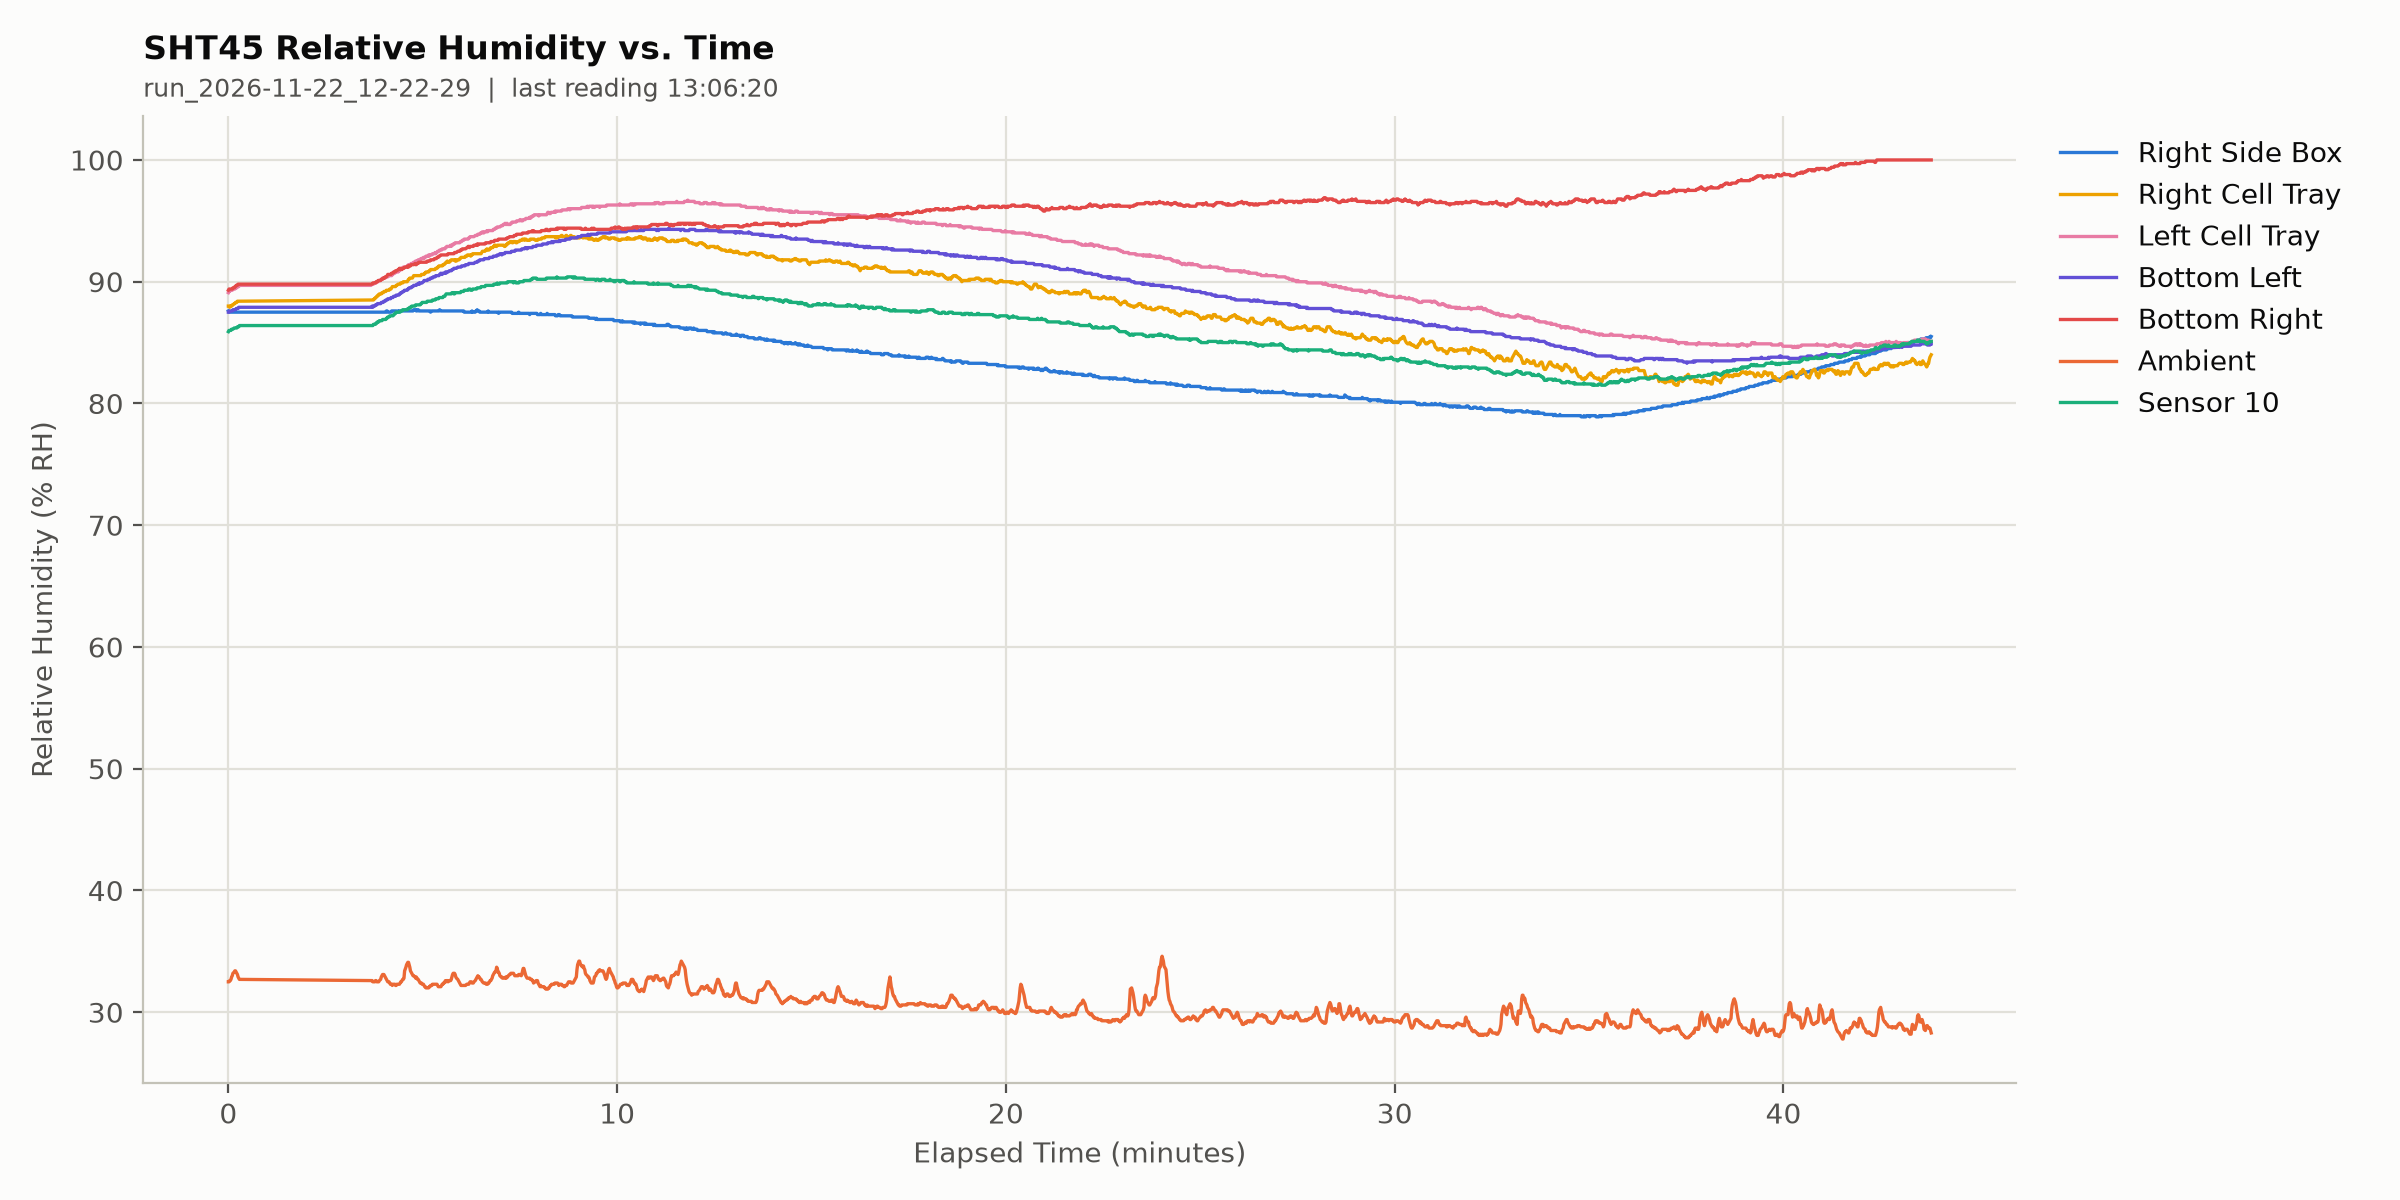 SHT45 Relative Humidity vs. Time
run_2026-11-22_12-22-29  |  last reading 13:06:20
Relative Humidity (% RH)
100
90
80
70
60
50
40
30
0
10
20
30
40
Elapsed Time (minutes)
Right Side Box
Right Cell Tray
Left Cell Tray
Bottom Left
Bottom Right
Ambient
Sensor 10